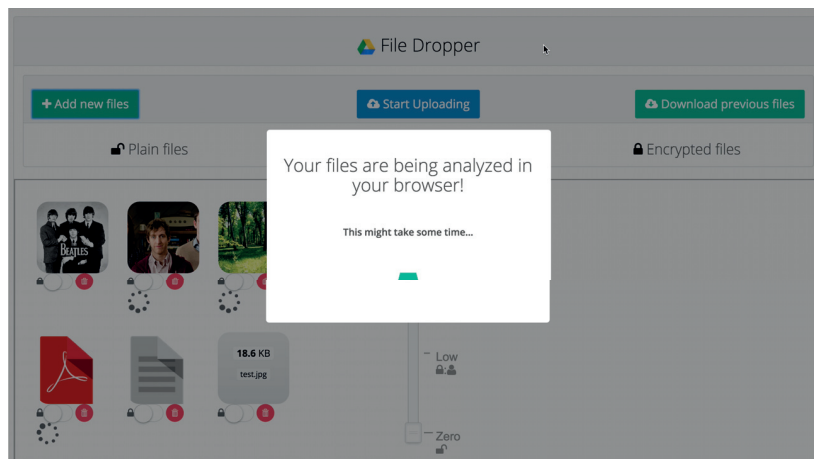 File Dropper
Add new files
Start Uploading
Download previous files
Plain files
Encrypted files
Your files are being analyzed in
your browser!
This might take some time...
BEATLES
18.6 KB
test.jpg
Low
Zero